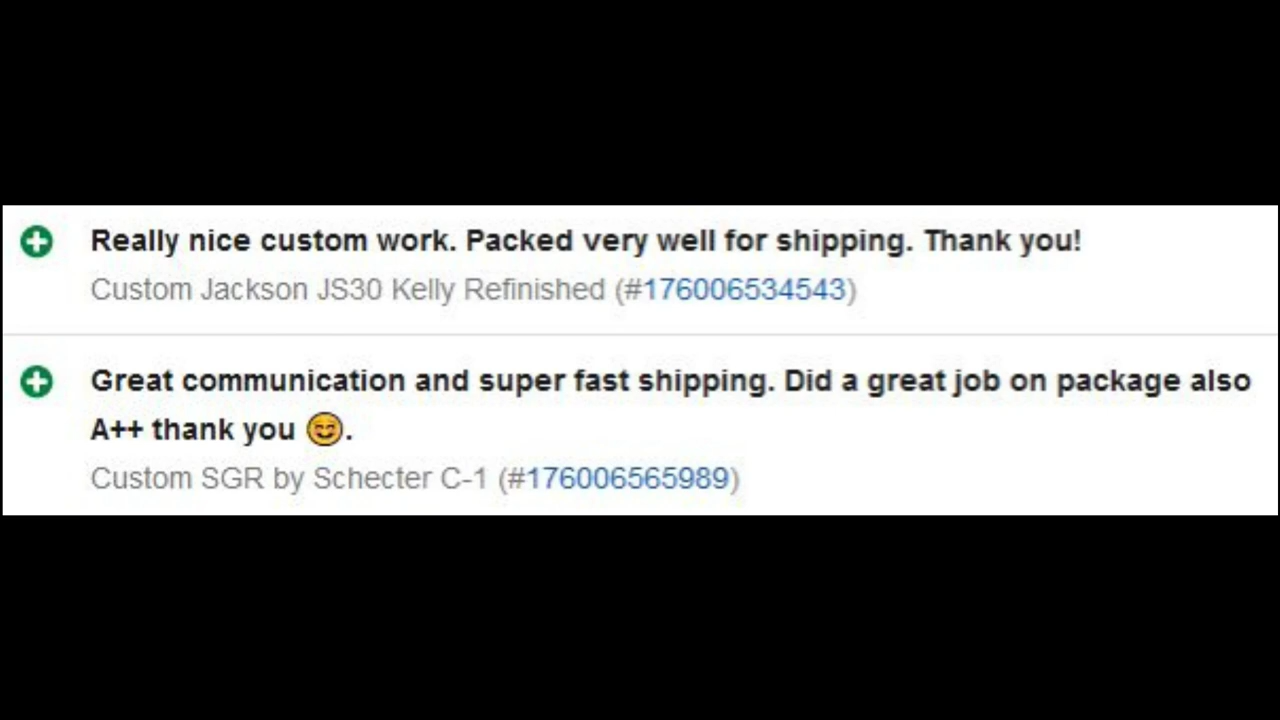 Really nice custom work. Packed very well for shipping. Thank you!
Custom Jackson JS30 Kelly Refinished (#176006534543)
Great communication and super fast shipping. Did a great job on package also
A++ thank you 😊.
Custom SGR by Schecter C-1 (#176006565989)